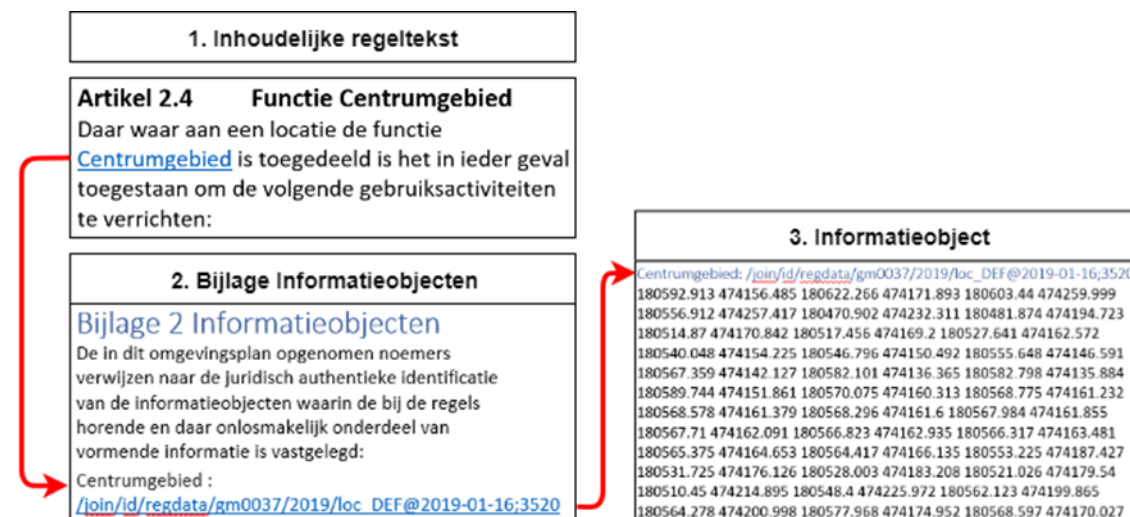 1. Inhoudelijke regeltekst
Artikel 2.4 Functie Centrumgebied
Daar waar aan een locatie de functie
Centrumgebied is toegedeeld is het in ieder geval
toegestaan om de volgende gebruiksactiviteiten
te verrichten:
2. Bijlage Informatieobjecten
Bijlage 2 Informatieobjecten
De in dit omgevingsplan opgenomen noemers
verwijzen naar de juridisch authentieke identificatie
van de informatieobjecten waarin de bij de regels
horende en daar onlosmakelijk onderdeel van
vormende informatie is vastgelegd:
Centrumgebied :
/join/id/regdata/gm0037/2019/loc_DEF@2019-01-16;3520
3. Informatieobject
Centrumgebied: /join/id/regdata/gm0037/2019/loc_DEF@2019-01-16;3520
180592.913 474156.485 180622.266 474171.893 180603.44 474259.999
180556.912 474257.417 180470.902 474232.311 180481.874 474194.723
180514.87 474170.842 180517.456 474169.2 180527.641 474162.572
180540.048 474154.225 180546.796 474150.492 180555.648 474146.591
180567.359 474142.127 180582.101 474136.365 180582.798 474135.884
180589.744 474151.861 180570.075 474160.313 180568.775 474161.232
180568.578 474161.379 180568.296 474161.6 180567.984 474161.855
180567.71 474162.091 180566.823 474162.935 180566.317 474163.481
180565.375 474164.653 180564.417 474166.135 180553.225 474187.427
180531.725 474176.126 180528.003 474183.208 180521.026 474179.54
180510.45 474214.895 180548.4 474225.972 180562.123 474199.865
180564.278 474200.998 180577.968 474174.952 180568.597 474170.027